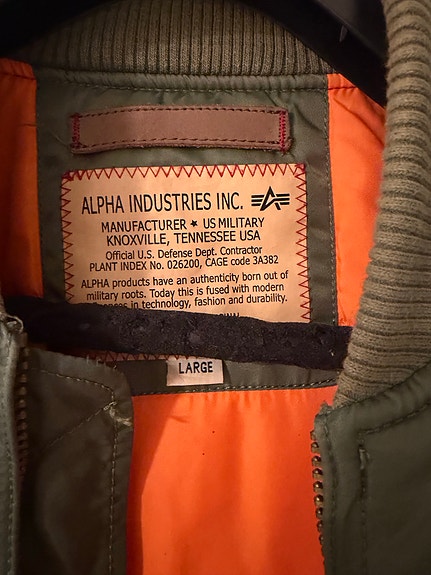 ALPHA INDUSTRIES INC.
MANUFACTURER ★ US MILITARY
KNOXVILLE, TENNESSEE USA
Official U.S. Defense Dept. Contractor
PLANT INDEX No. 026200, CAGE code 3A382
ALPHA products have an authenticity born out of
military roots. Today this is fused with modern
in technology, fashion and durability.
LARGE